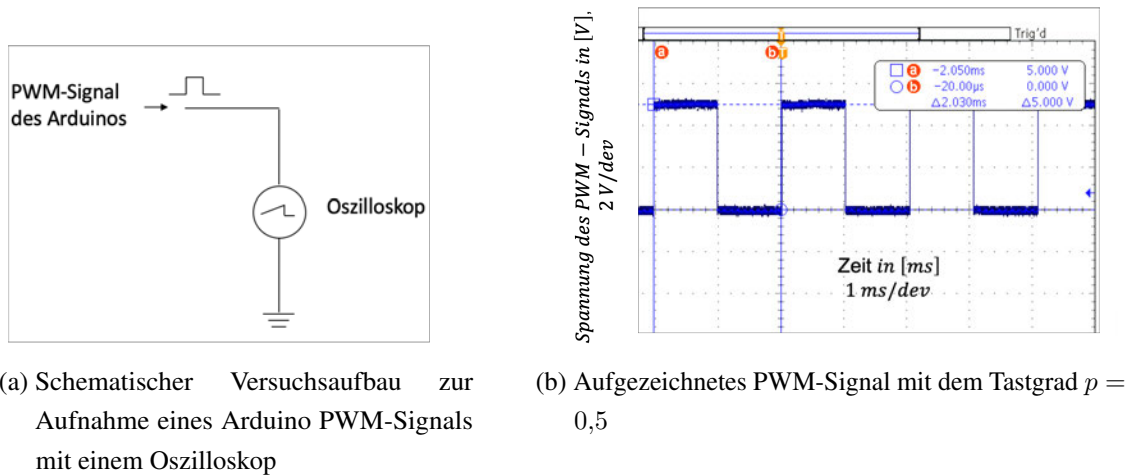 PWM-Signal
des Arduinos
Oszilloskop
(a) Schematischer Versuchsaufbau zur
Aufnahme eines Arduino PWM-Signals
mit einem Oszilloskop
Spannung des PWM − Signals in [V],
2 V/dev
T
Trig'd
a
b
T
a -2.050ms 5.000 V
b -20.00µs 0.000 V
Δ2.030ms Δ5.000 V
Zeit in [ms]
1 ms/dev
(b) Aufgezeichnetes PWM-Signal mit dem Tastgrad p =
0,5